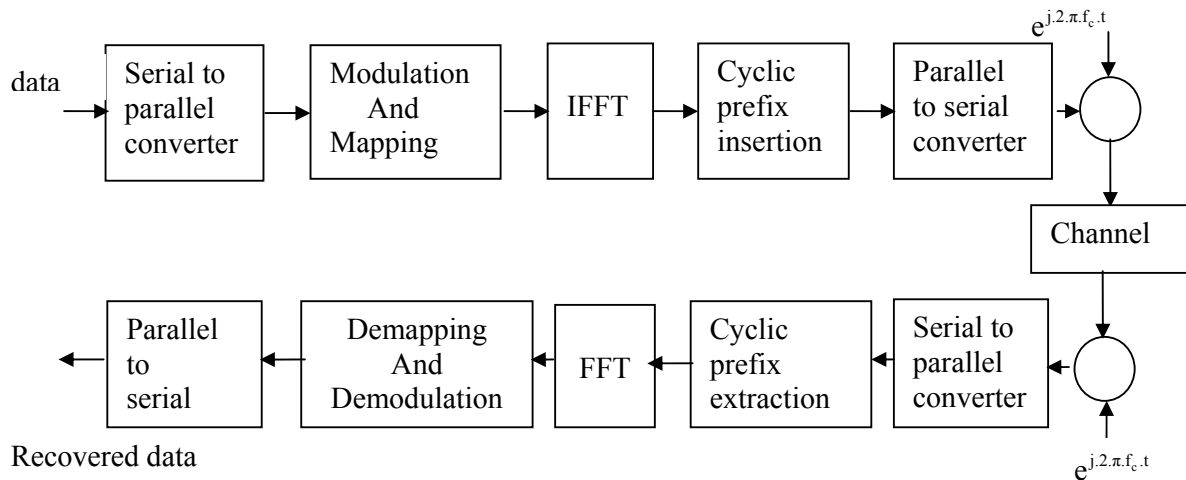 e^{j.2.π.f_c.t}
data
Serial to
parallel
converter
Modulation
And
Mapping
IFFT
Cyclic
prefix
insertion
Parallel
to serial
converter
Channel
Parallel
to
serial
Demapping
And
Demodulation
FFT
Cyclic
prefix
extraction
Serial to
parallel
converter
Recovered data
e^{j.2.π.f_c.t}